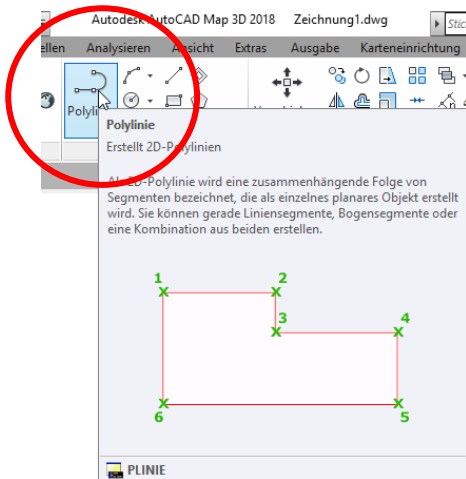 Autodesk AutoCAD Map 3D 2018 Zeichnung1.dwg Stic
ellen Analysieren Ansicht Extras Ausgabe Karteneinrichtung
Polylinie
Erstellt 2D-Polylinien
Als 2D-Polylinie wird eine zusammenhängende Folge von
Segmenten bezeichnet, die als einzelnes planares Objekt erstellt
wird. Sie können gerade Liniensegmente, Bogensegmente oder
eine Kombination aus beiden erstellen.
1 2
3 4
6 5
PLINIE